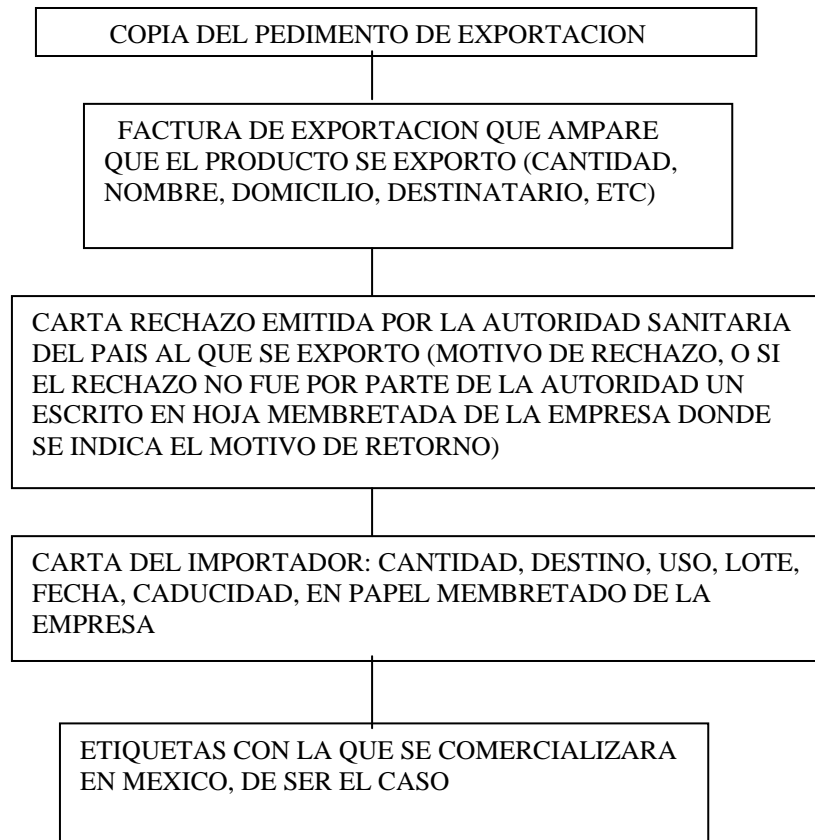 COPIA DEL PEDIMENTO DE EXPORTACION
FACTURA DE EXPORTACION QUE AMPARE
QUE EL PRODUCTO SE EXPORTO (CANTIDAD,
NOMBRE, DOMICILIO, DESTINATARIO, ETC)
CARTA RECHAZO EMITIDA POR LA AUTORIDAD SANITARIA
DEL PAIS AL QUE SE EXPORTO (MOTIVO DE RECHAZO, O SI
EL RECHAZO NO FUE POR PARTE DE LA AUTORIDAD UN
ESCRITO EN HOJA MEMBRETADA DE LA EMPRESA DONDE
SE INDICA EL MOTIVO DE RETORNO)
CARTA DEL IMPORTADOR: CANTIDAD, DESTINO, USO, LOTE,
FECHA, CADUCIDAD, EN PAPEL MEMBRETADO DE LA
EMPRESA
ETIQUETAS CON LA QUE SE COMERCIALIZARA
EN MEXICO, DE SER EL CASO